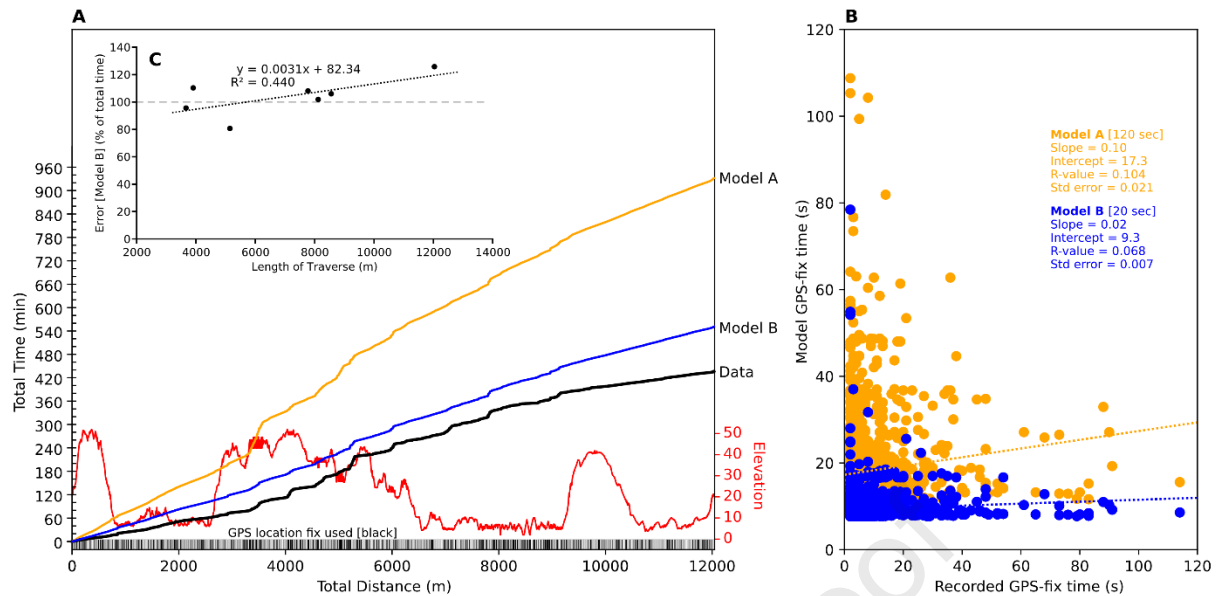 A
B
C
140
120
100
80
60
40
20
0
Error [Model B] (% of total time)
y = 0.0031x + 82.34
R² = 0.440
2000
4000
6000
8000
10000
12000
14000
Length of Traverse (m)
960
900
840
780
720
660
600
540
480
420
360
300
240
180
120
60
0
Total Time (min)
Model A
Model B
Data
50
40
30
20
10
0
Elevation
GPS location fix used [black]
0
2000
4000
6000
8000
10000
12000
Total Distance (m)
120
100
80
60
40
20
0
Model GPS-fix time (s)
Model A [120 sec]
Slope = 0.10
Intercept = 17.3
R-value = 0.104
Std error = 0.021
Model B [20 sec]
Slope = 0.02
Intercept = 9.3
R-value = 0.068
Std error = 0.007
0
20
40
60
80
100
120
Recorded GPS-fix time (s)